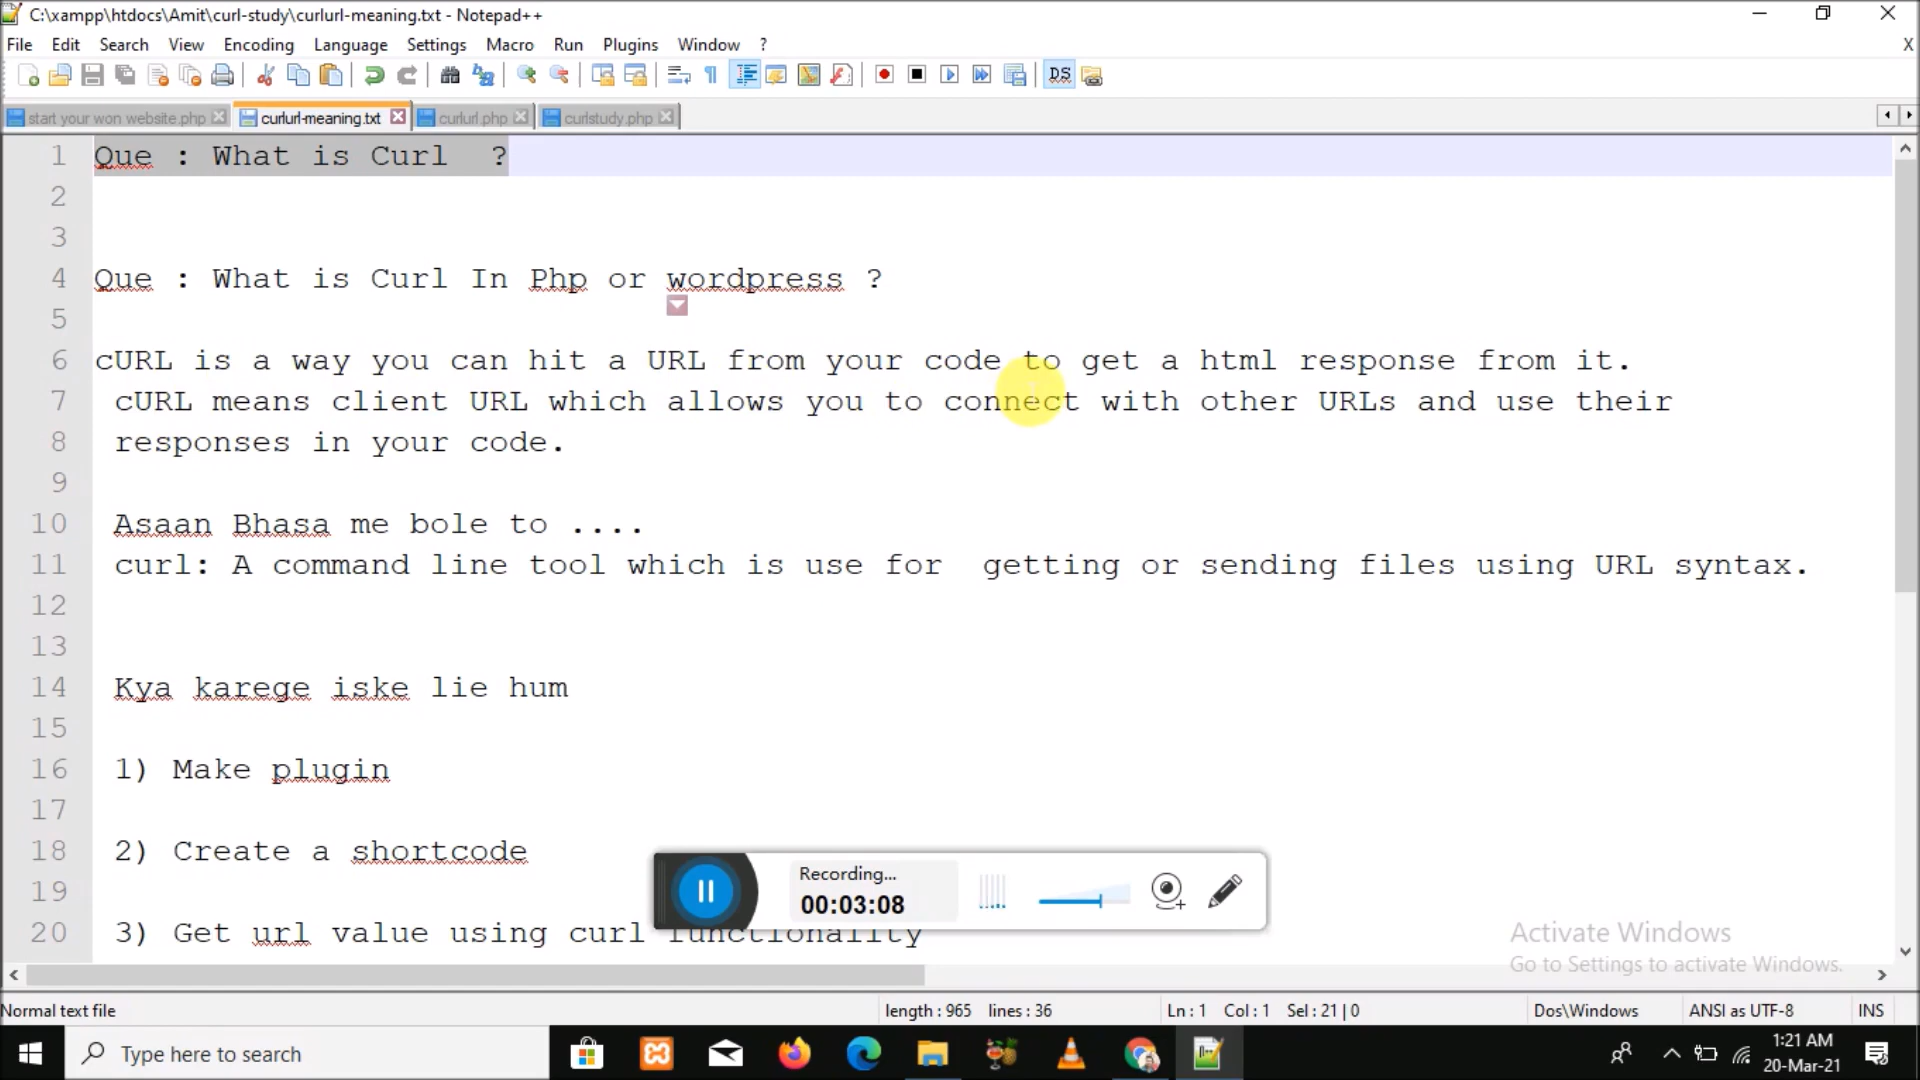 C:\xampp\htdocs\Amit\curl-study\curlurl-meaning.txt - Notepad++
File Edit Search View Encoding Language Settings Macro Run Plugins Window ? X
start your won website.php curlurl-meaning.txt curlurl.php curlstudy.php
1 Que : What is Curl  ?
2
3
4 Que : What is Curl In Php or wordpress ?
5
6 cURL is a way you can hit a URL from your code to get a html response from it.
7 cURL means client URL which allows you to connect with other URLs and use their
8 responses in your code.
9
10 Asaan Bhasa me bole to ....
11 curl: A command line tool which is use for  getting or sending files using URL syntax.
12
13
14 Kya karege iske lie hum
15
16 1) Make plugin
17
18 2) Create a shortcode
19
20 3) Get url value using curl functionality
Recording...
00:03:08
Activate Windows
Go to Settings to activate Windows.
Normal text file length : 965 lines : 36 Ln : 1 Col : 1 Sel : 21 | 0 Dos\Windows ANSI as UTF-8 INS
Type here to search
1:21 AM
20-Mar-21